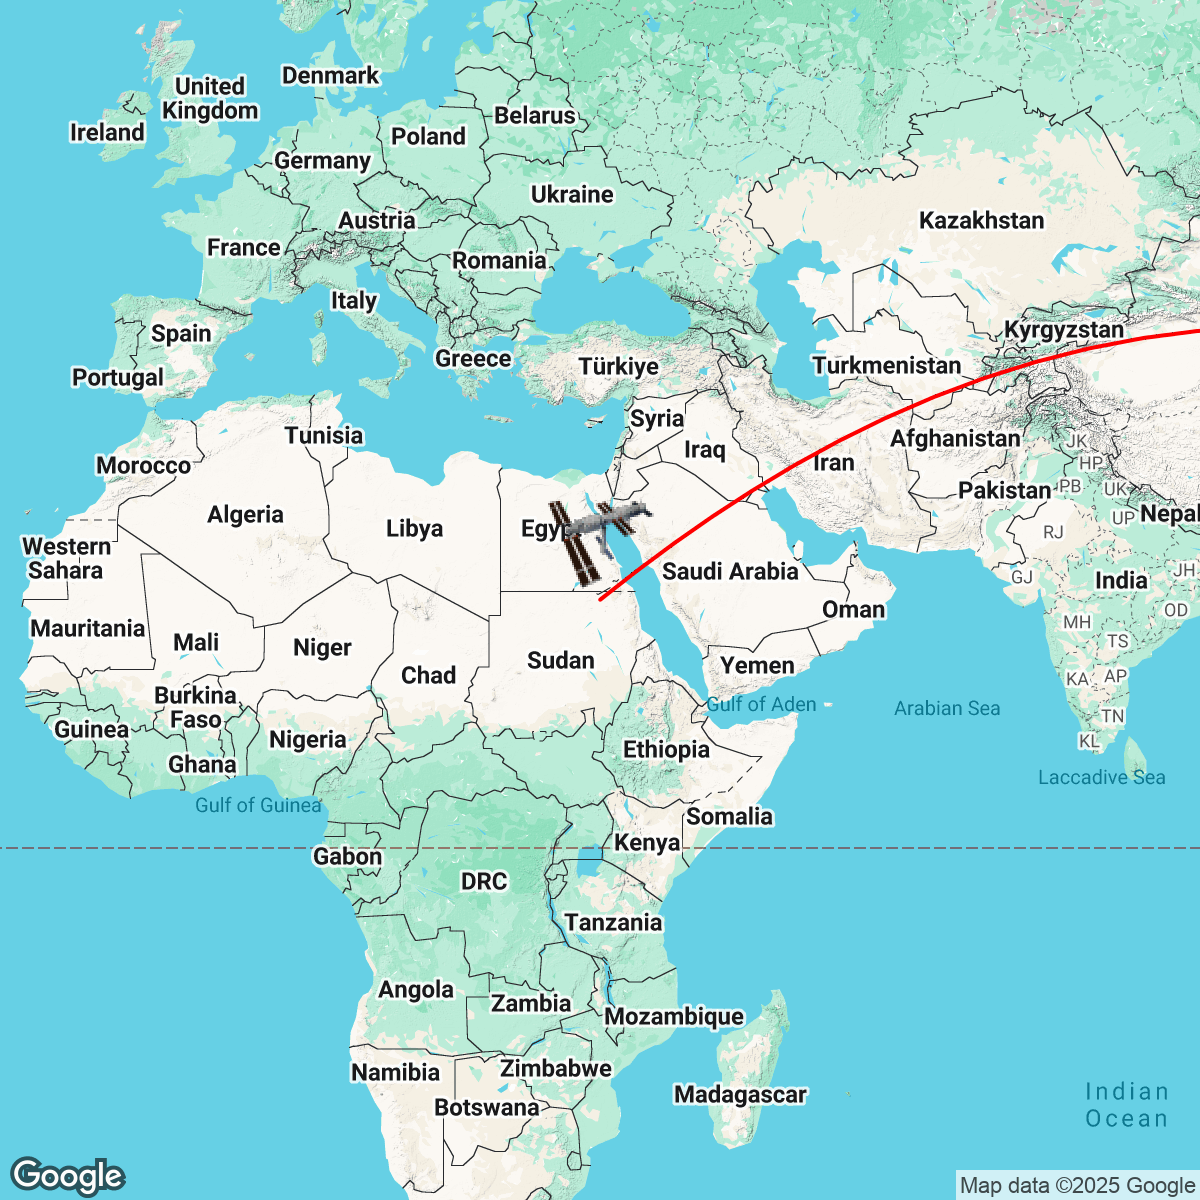 Denmark
United
Kingdom
Ireland
Belarus
Poland
Germany
Ukraine
Austria
Kazakhstan
France
Romania
Italy
Spain
Kyrgyzstan
Greece
Türkiye
Turkmenistan
Portugal
Syria
Tunisia
Afghanistan
JK
Iraq
Iran
HP
Morocco
Pakistan
PB
UK
Algeria
Libya
Egyp
UP
Nepal
RJ
Western
Sahara
Saudi Arabia
GJ
India
JH
Oman
OD
Mauritania
MH
Mali
Niger
TS
Sudan
Yemen
Chad
KA
AP
Burkina
Faso
Gulf of Aden
Arabian Sea
TN
Guinea
Nigeria
KL
Ethiopia
Ghana
Laccadive Sea
Gulf of Guinea
Somalia
Kenya
Gabon
DRC
Tanzania
Angola
Zambia
Mozambique
Zimbabwe
Namibia
Madagascar
Indian
Ocean
Botswana
Google
Map data ©2025 Google